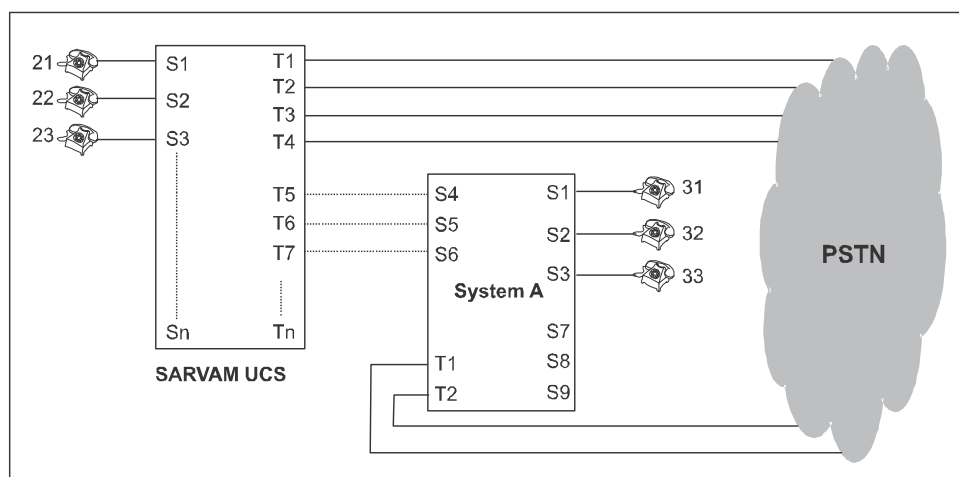 21
22
23
S1
S2
S3
Sn
T1
T2
T3
T4
T5
T6
T7
Tn
SARVAM UCS
S4
S5
S6
System A
T1
T2
S1
S2
S3
S7
S8
S9
31
32
33
PSTN